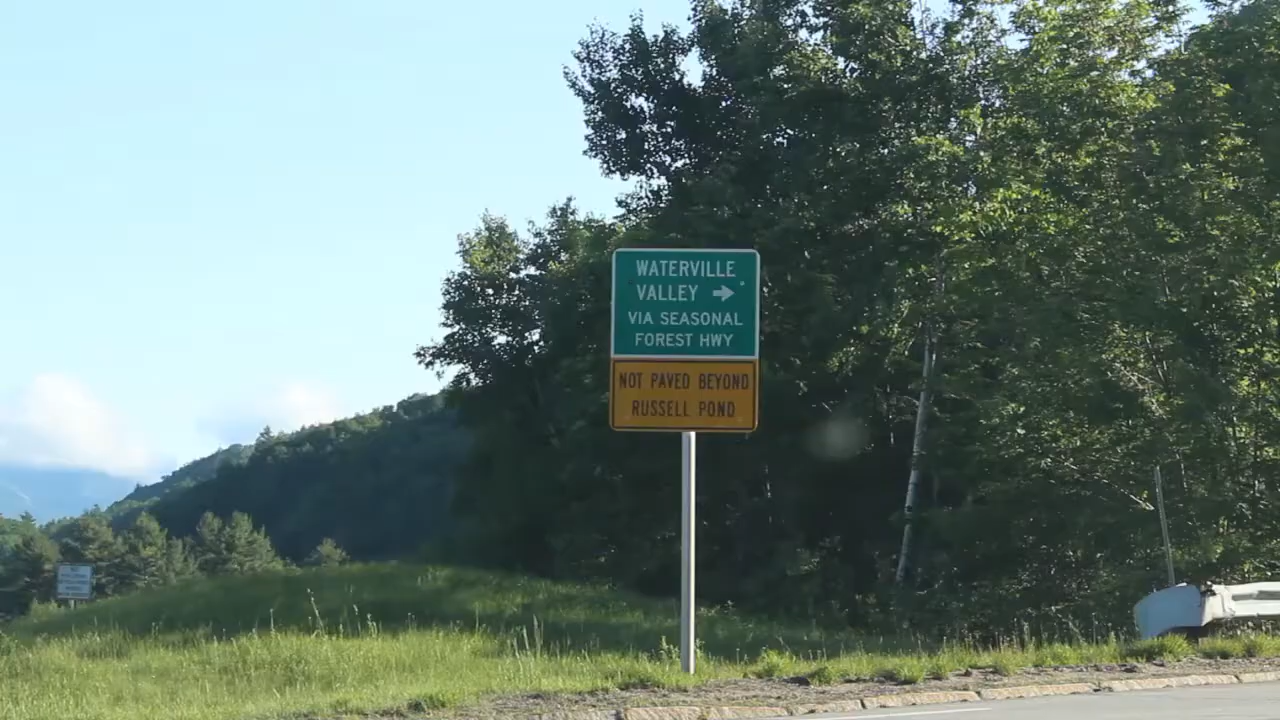 WATERVILLE
VALLEY →
VIA SEASONAL
FOREST HWY
NOT PAVED BEYOND
RUSSELL POND